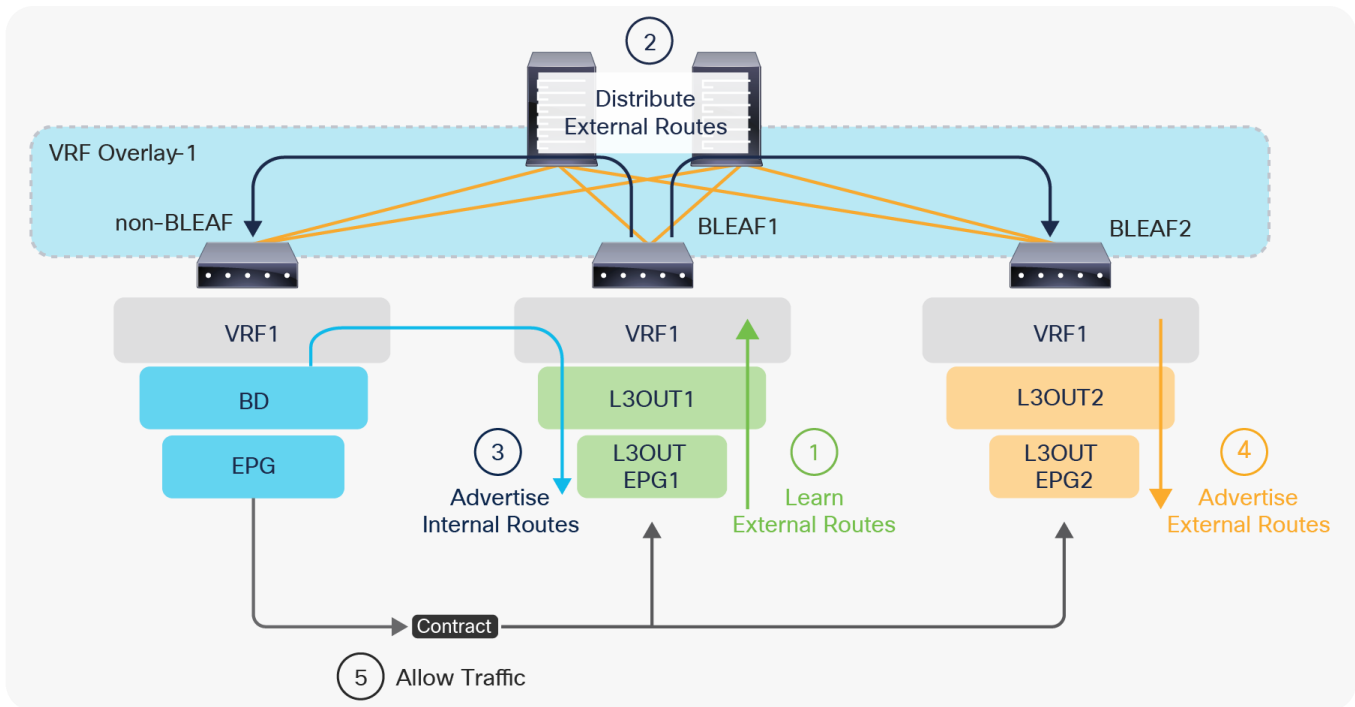 2
Distribute
External Routes
VRF Overlay-1
non-BLEAF
BLEAF1
BLEAF2
VRF1
VRF1
VRF1
BD
L3OUT1
L3OUT2
EPG
3
Advertise
Internal Routes
L3OUT
EPG1
1
Learn
External Routes
L3OUT
EPG2
4
Advertise
External Routes
Contract
5 Allow Traffic